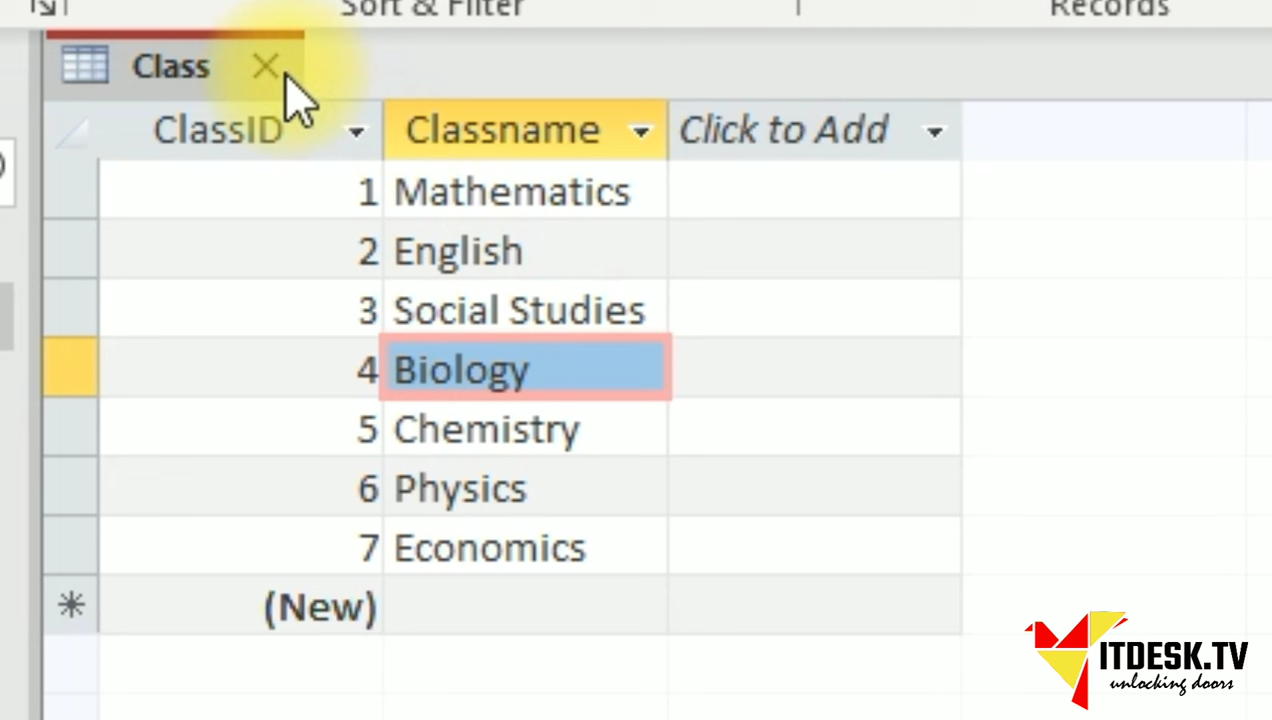 Sort & Filter
Records
Class
ClassID Classname Click to Add
1 Mathematics
2 English
3 Social Studies
4 Biology
5 Chemistry
6 Physics
7 Economics
(New)
ITDESK.TV
unlocking doors